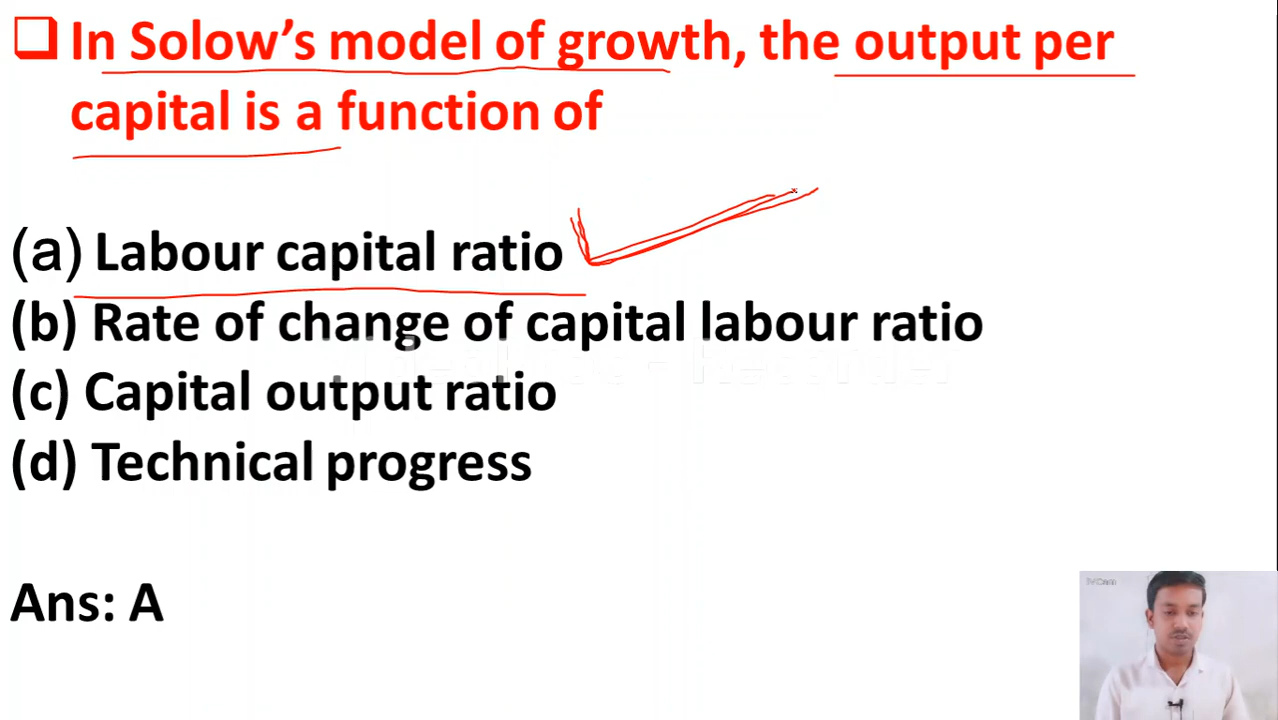 In Solow’s model of growth, the output per
capital is a function of
(a) Labour capital ratio
(b) Rate of change of capital labour ratio
(c) Capital output ratio
(d) Technical progress
Ans: A